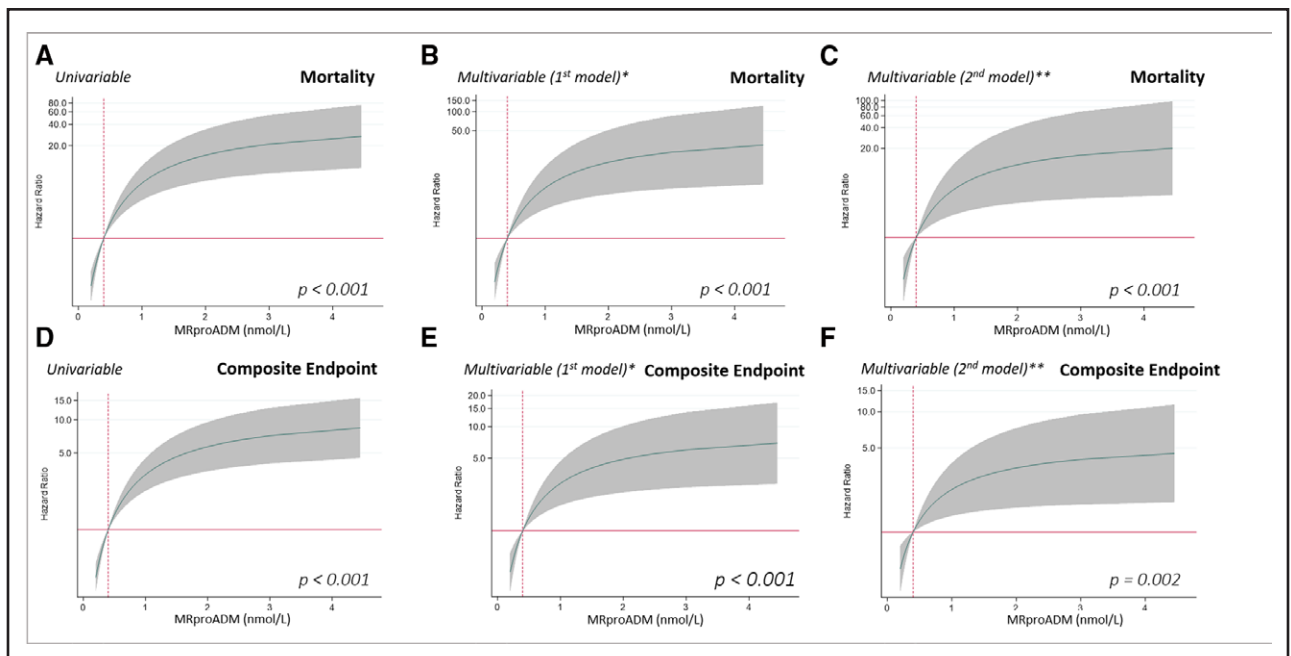 A
Univariable
Mortality
80.0
60.0
40.0
20.0
Hazard Ratio
p < 0.001
0 1 2 3 4
MRproADM (nmol/L)
B
Multivariable (1st model)*
Mortality
150.0
100.0
50.0
Hazard Ratio
p < 0.001
0 1 2 3 4
MRproADM (nmol/L)
C
Multivariable (2nd model)**
Mortality
100.0
80.0
60.0
40.0
20.0
Hazard Ratio
p < 0.001
0 1 2 3 4
MRproADM (nmol/L)
D
Univariable
Composite Endpoint
15.0
10.0
5.0
Hazard Ratio
p < 0.001
0 1 2 3 4
MRproADM (nmol/L)
E
Multivariable (1st model)*
Composite Endpoint
20.0
15.0
10.0
5.0
Hazard Ratio
p < 0.001
0 1 2 3 4
MRproADM (nmol/L)
F
Multivariable (2nd model)**
Composite Endpoint
15.0
10.0
5.0
Hazard Ratio
p = 0.002
0 1 2 3 4
MRproADM (nmol/L)